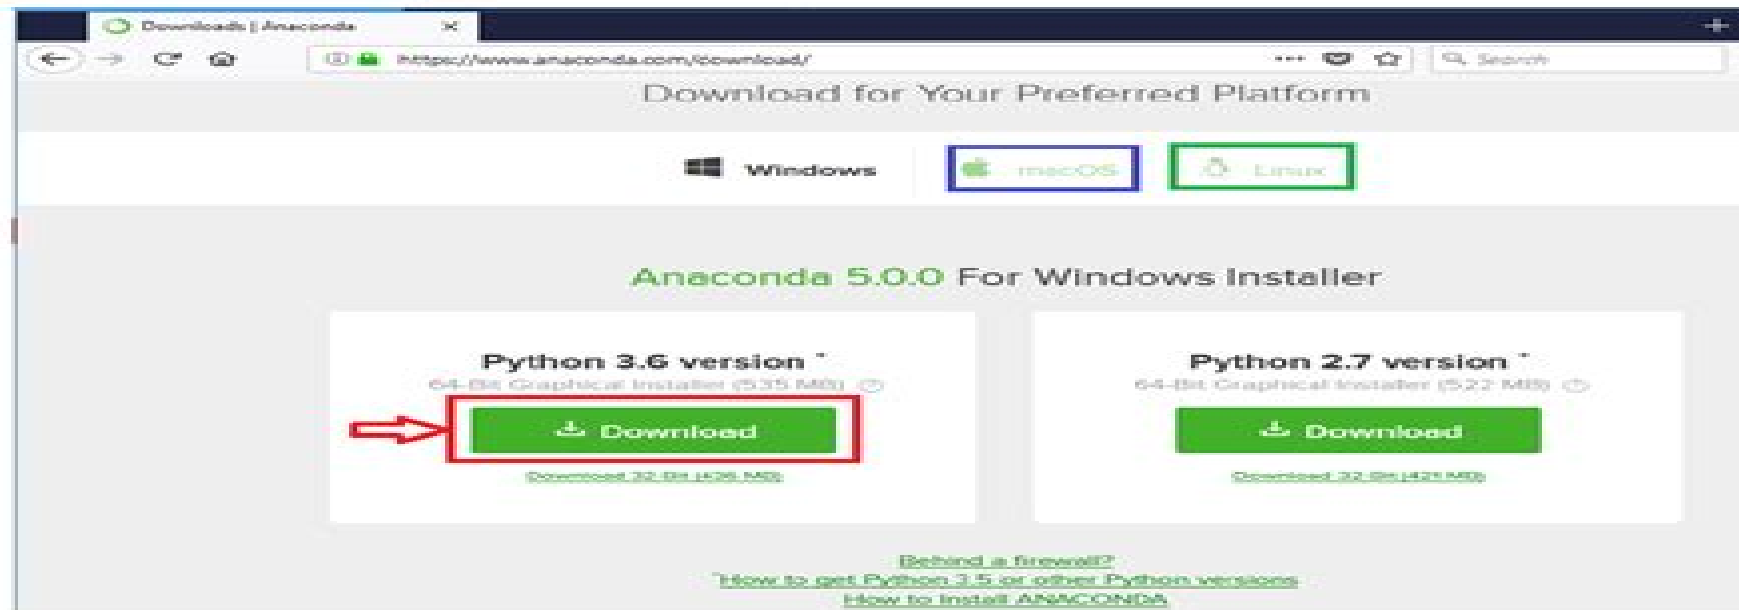 Downloads | Anaconda
https://www.anaconda.com/download/
Search
Download for Your Preferred Platform
Windows
macOS
Linux
Anaconda 5.0.0 For Windows Installer
Python 3.6 version *
64-Bit Graphical Installer (535 MB)
Download
Download 32-Bit (436 MB)
Python 2.7 version *
64-Bit Graphical Installer (522 MB)
Download
Download 32-Bit (421 MB)
Behind a firewall?
*How to get Python 3.5 or other Python versions
How to Install ANACONDA